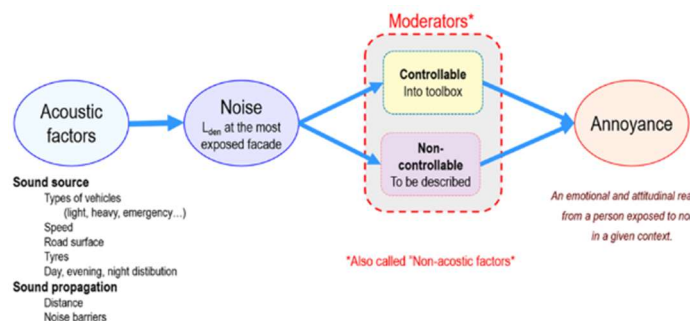 Moderators*
Acoustic
factors
Noise
Lden at the most
exposed facade
Controllable
Into toolbox
Non-
controllable
To be described
Annoyance
Sound source
Types of vehicles
(light, heavy, emergency…)
Speed
Road surface
Tyres
Day, evening, night distibution
Sound propagation
Distance
Noise barriers
*Also called "Non-acostic factors*
An emotional and attitudinal rea
from a person exposed to no
in a given context.